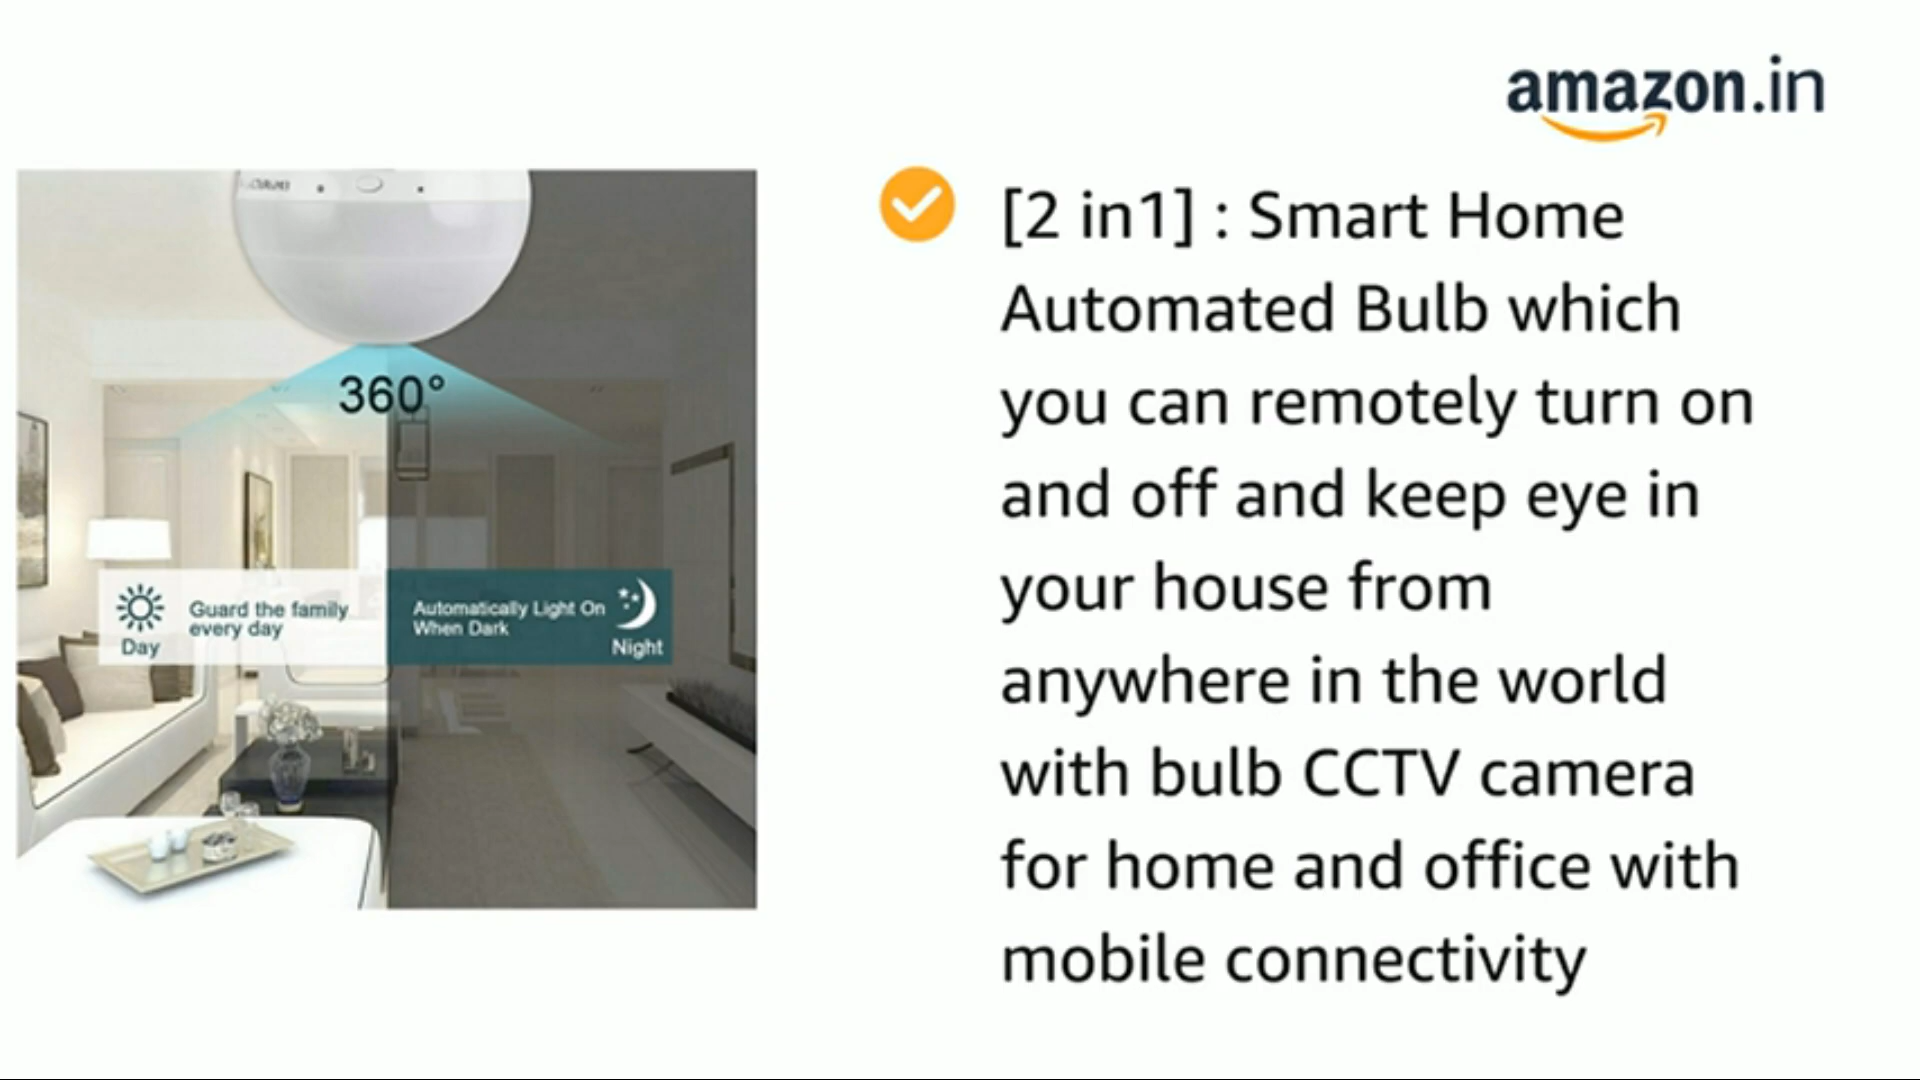 amazon.in
[2 in1] : Smart Home
Automated Bulb which
you can remotely turn on
and off and keep eye in
your house from
anywhere in the world
with bulb CCTV camera
for home and office with
mobile connectivity
360°
Guard the family
every day
Day
Automatically Light On
When Dark
Night